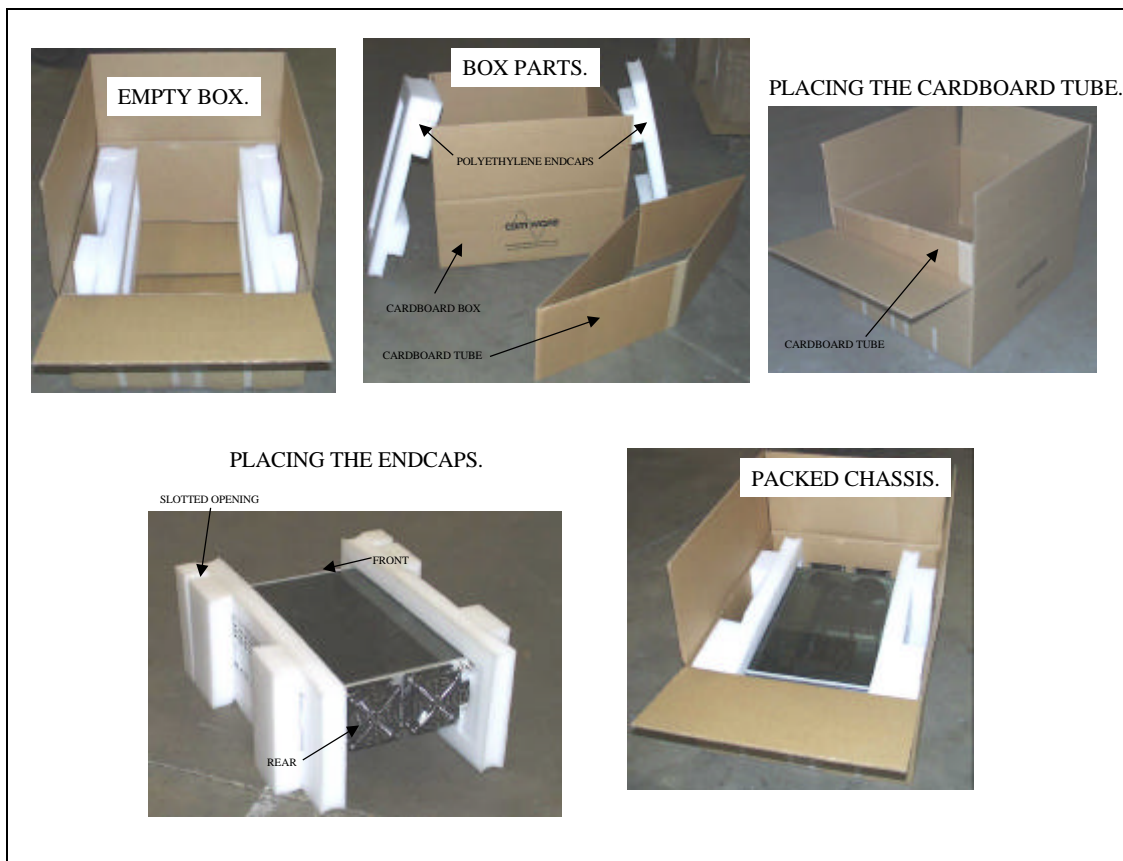 EMPTY BOX.
BOX PARTS.
POLYETHYLENE ENDCAPS
CARDBOARD BOX
CARDBOARD TUBE
PLACING THE CARDBOARD TUBE.
CARDBOARD TUBE
PLACING THE ENDCAPS.
SLOTTED OPENING
FRONT
REAR
PACKED CHASSIS.